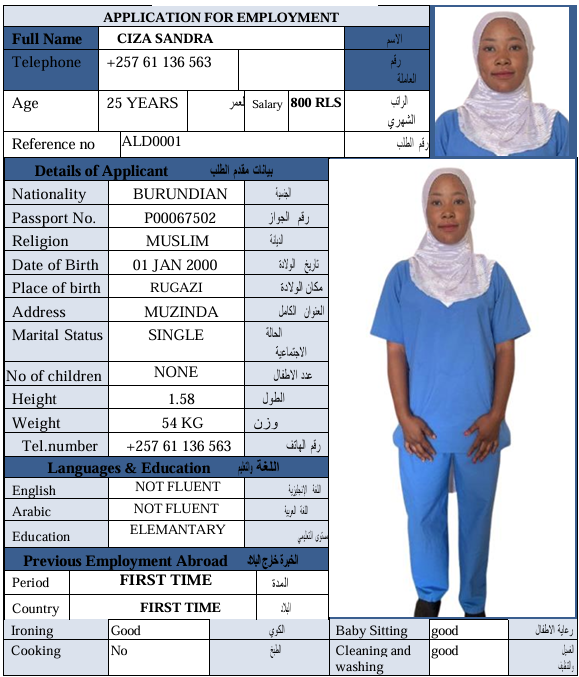 APPLICATION FOR EMPLOYMENT
Full Name CIZA SANDRA الاسم
Telephone +257 61 136 563 رقم
العاملة
Age 25 YEARS العمر Salary 800 RLS الراتب
الشهري
Reference no ALD0001 رقم الطلب
Details of Applicant بيانات مقدم الطلب
Nationality BURUNDIAN الجنسية
Passport No. P00067502 رقم الجواز
Religion MUSLIM الديانة
Date of Birth 01 JAN 2000 تاريخ الولادة
Place of birth RUGAZI مكان الولادة
Address MUZINDA العنوان الكامل
Marital Status SINGLE الحالة
الاجتماعية
No of children NONE عدد الاطفال
Height 1.58 الطول
Weight 54 KG وزن
Tel.number +257 61 136 563 رقم الهاتف
Languages & Education اللغة والتعليم
English NOT FLUENT اللغة الإنجليزية
Arabic NOT FLUENT اللغة العربية
Education ELEMANTARY مستوى التعليمي
Previous Employment Abroad الخبرة خارج البلاد
Period FIRST TIME المدة
Country FIRST TIME البلاد
Ironing Good الكوي Baby Sitting good رعاية الاطفال
Cooking No الطبخ Cleaning and good الغسيل
washing والتنظيف